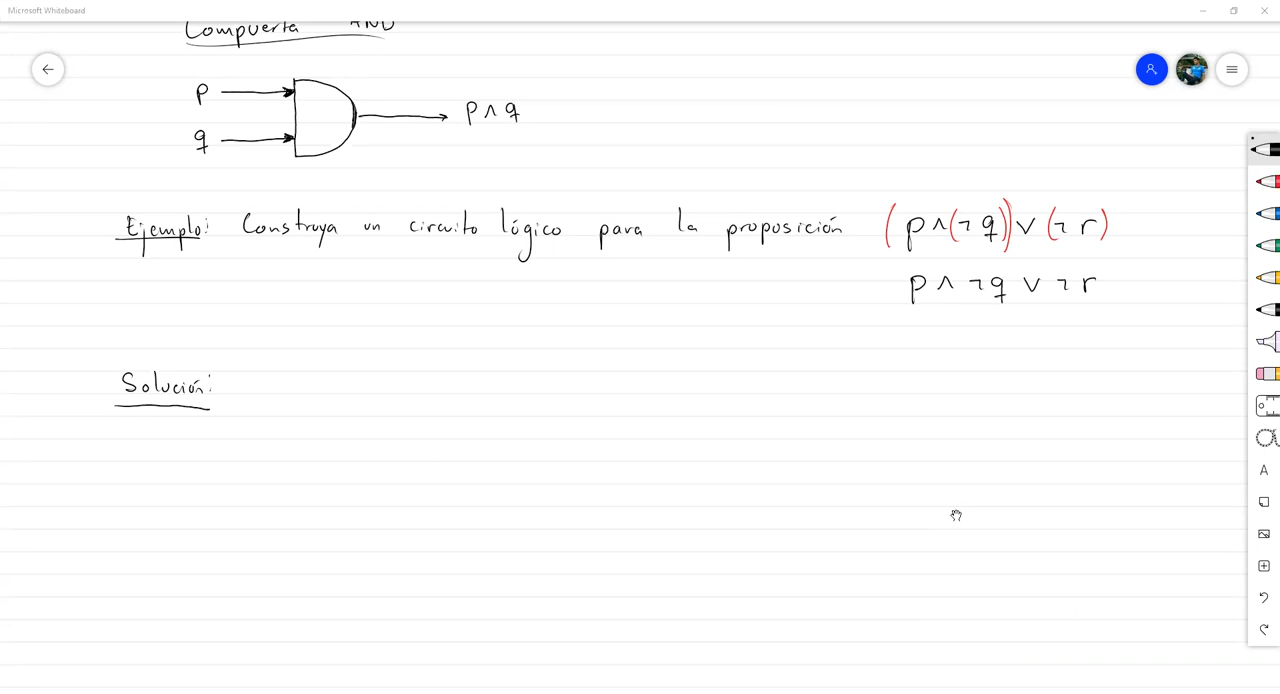 Microsoft Whiteboard
Compuerta AND
p
q
p ∧ q
Ejemplo: Construya un circuito lógico para la proposición (p ∧ (¬ q)) ∨ (¬ r)
p ∧ ¬ q ∨ ¬ r
Solución:
A